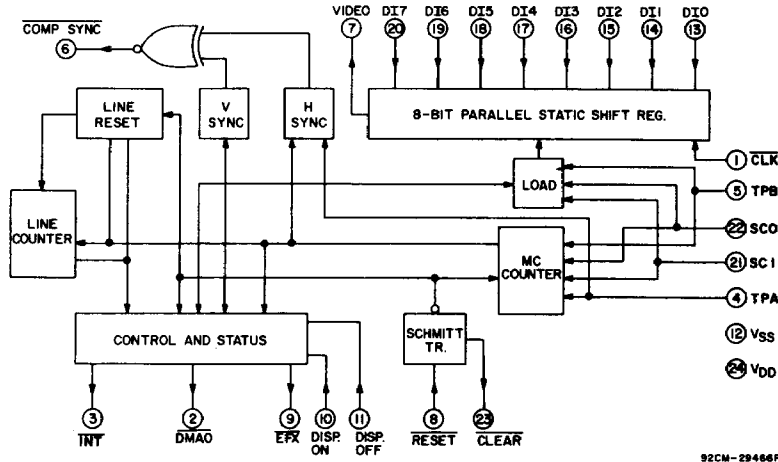 VIDEO DI7 DI6 DI5 DI4 DI3 DI2 DI1 DI0
7 20 19 18 17 16 15 14 13
COMP SYNC
6
LINE
RESET
V
SYNC
H
SYNC
8-BIT PARALLEL STATIC SHIFT REG.
1 CLK
LOAD
5 TPB
LINE
COUNTER
22 SC0
MC
COUNTER
21 SC1
4 TPA
CONTROL AND STATUS
SCHMITT
TR.
12 VSS
24 VDD
3 2 9 10 11 8 23
INT DMAO EFX DISP. ON DISP. OFF RESET CLEAR
92CM-29466R